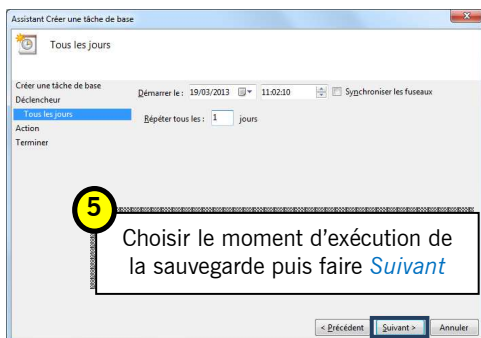 Assistant Créer une tâche de base
Tous les jours
Créer une tâche de base
Déclencheur
Tous les jours
Action
Terminer
Démarrer le : 19/03/2013 11:02:10 Synchroniser les fuseaux
Répéter tous les : 1 jours
5
Choisir le moment d'exécution de
la sauvegarde puis faire Suivant
< Précédent Suivant > Annuler